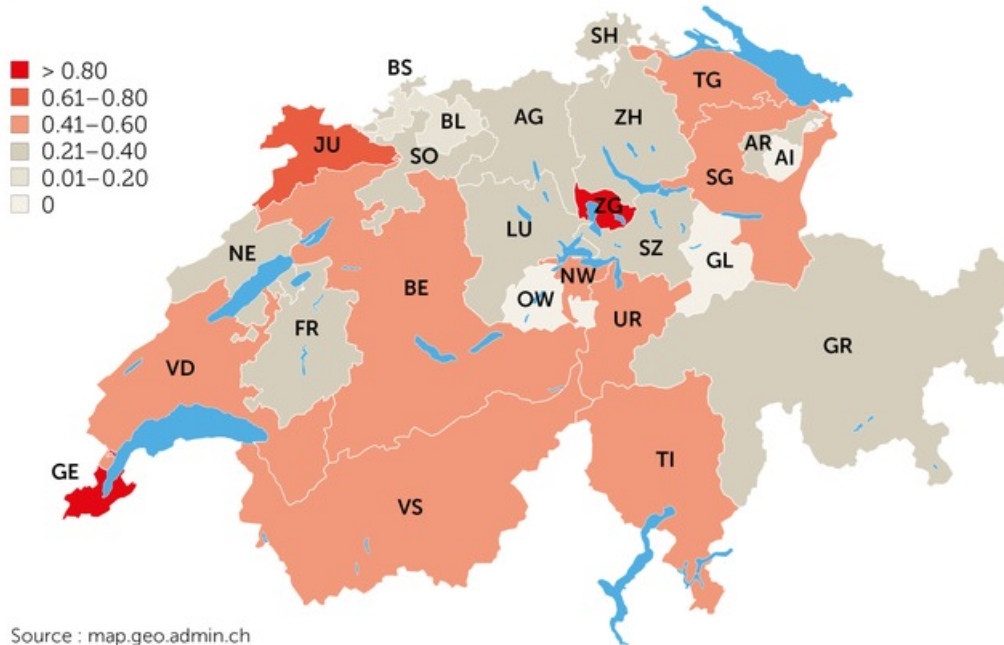 > 0.80
0.61–0.80
0.41–0.60
0.21–0.40
0.01–0.20
0
SH
BS
TG
BL
AG
ZH
JU
SO
AR
AI
SG
ZG
LU
NE
SZ
GL
NW
BE
OW
UR
FR
GR
VD
TI
GE
VS
Source : map.geo.admin.ch